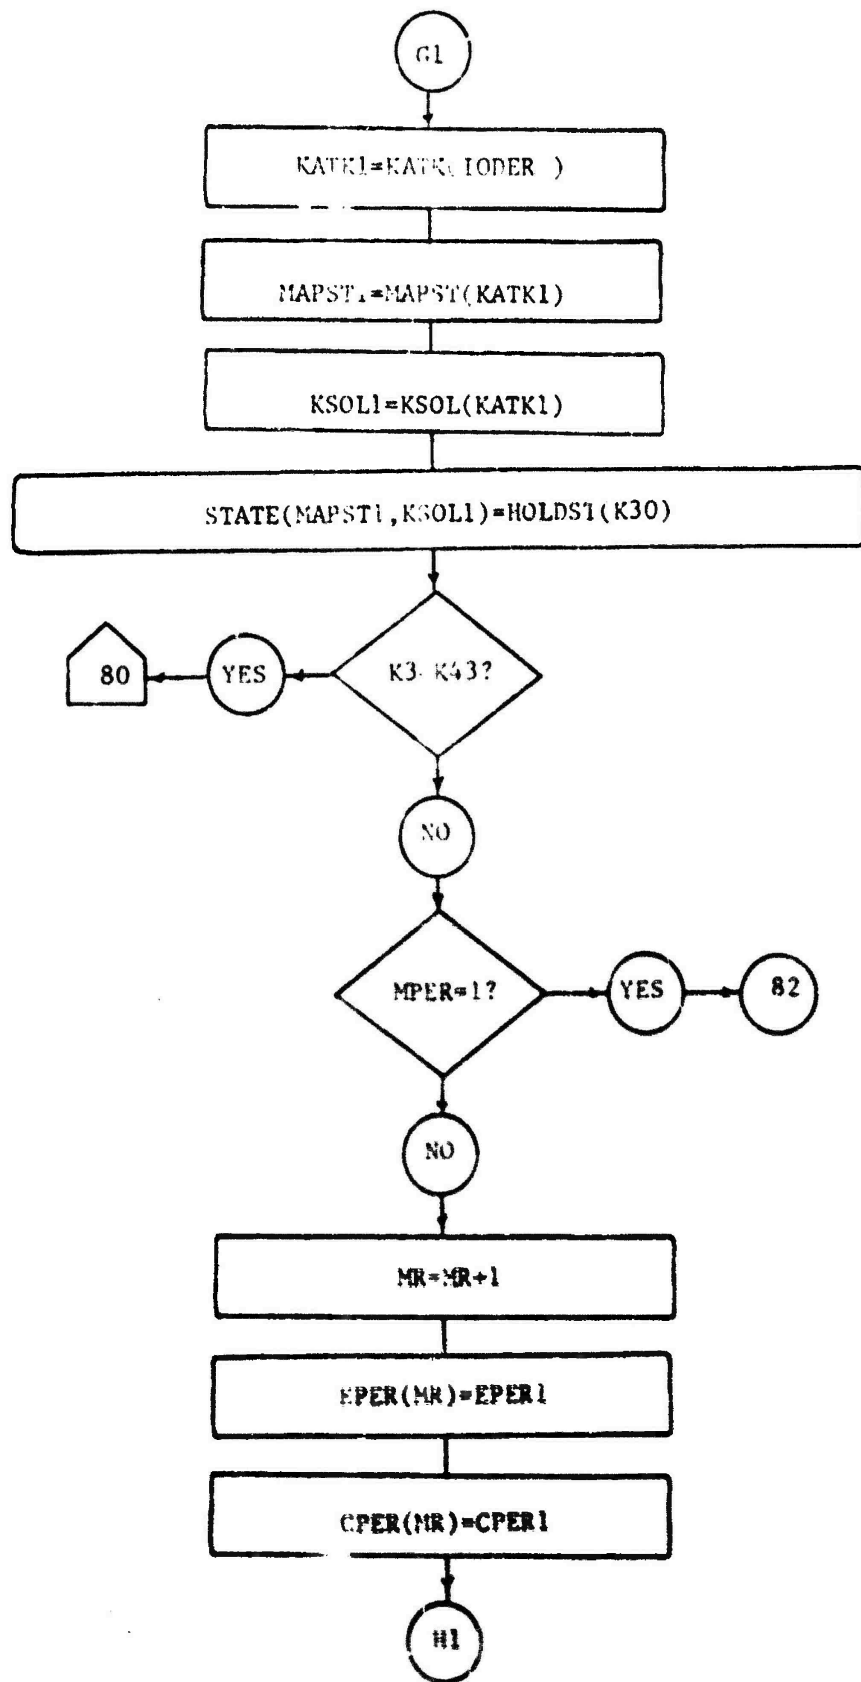 G1
KATK1=KATK(IODER )
MAPST1=MAPST(KATK1)
KSOL1=KSOL(KATK1)
STATE(MAPST1,KSOL1)=HOLDST(K30)
80
YES
K43?
NO
MPER=1?
YES
82
NO
MR=MR+1
EPER(MR)=EPER1
CPER(MR)=CPER1
H1